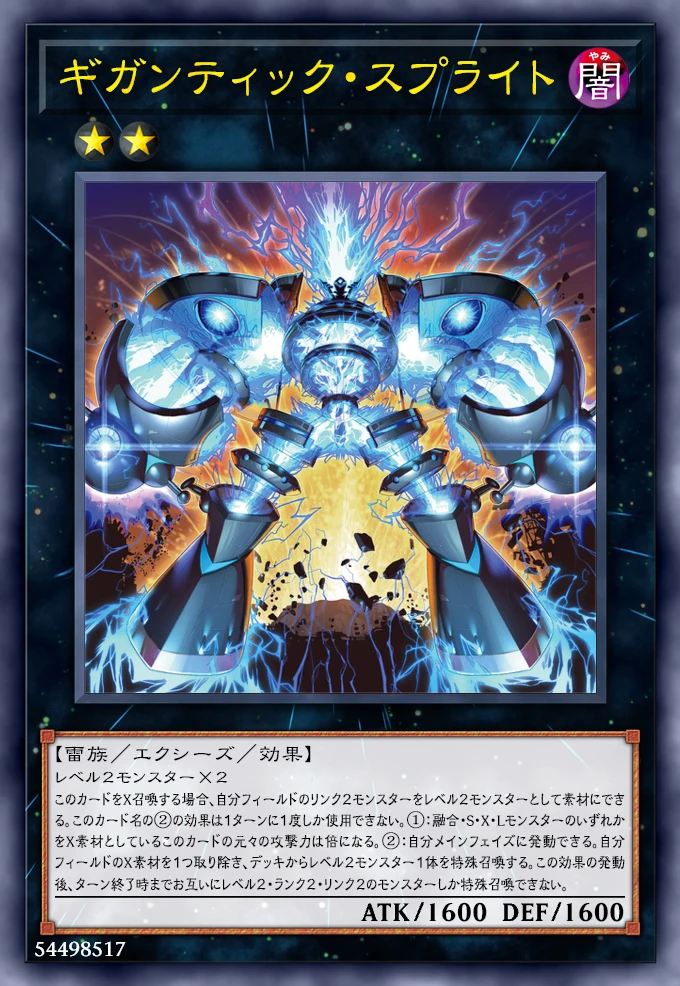 ギガンティック・スプライト
やみ
闇
【雷族／エクシーズ／効果】
レベル２モンスター×２
このカードをX召喚する場合、自分フィールドのリンク２モンスターをレベル２モンスターとして素材にでき
る。このカード名の②の効果は１ターンに１度しか使用できない。①：融合・S・X・Lモンスターのいずれか
をX素材としているこのカードの元々の攻撃力は倍になる。②：自分メインフェイズに発動できる。自分
フィールドのX素材を１つ取り除き、デッキからレベル２モンスター１体を特殊召喚する。この効果の発動
後、ターン終了時までお互いにレベル２・ランク２・リンク２のモンスターしか特殊召喚できない。
ATK/1600 DEF/1600
54498517